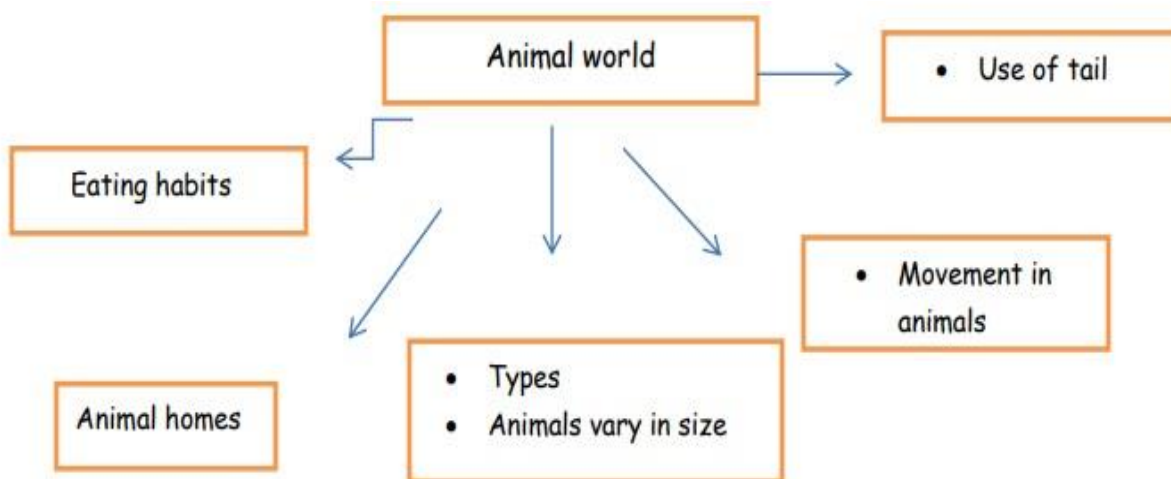 Animal world
• Use of tail
Eating habits
• Movement in
animals
Animal homes
• Types
• Animals vary in size